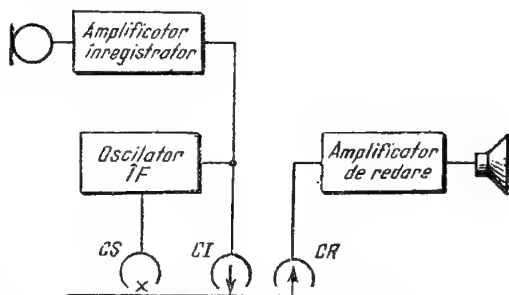 Amplificator
înregistrator
Oscilator
ÎF
Amplificator
de redare
CS
CI
CR